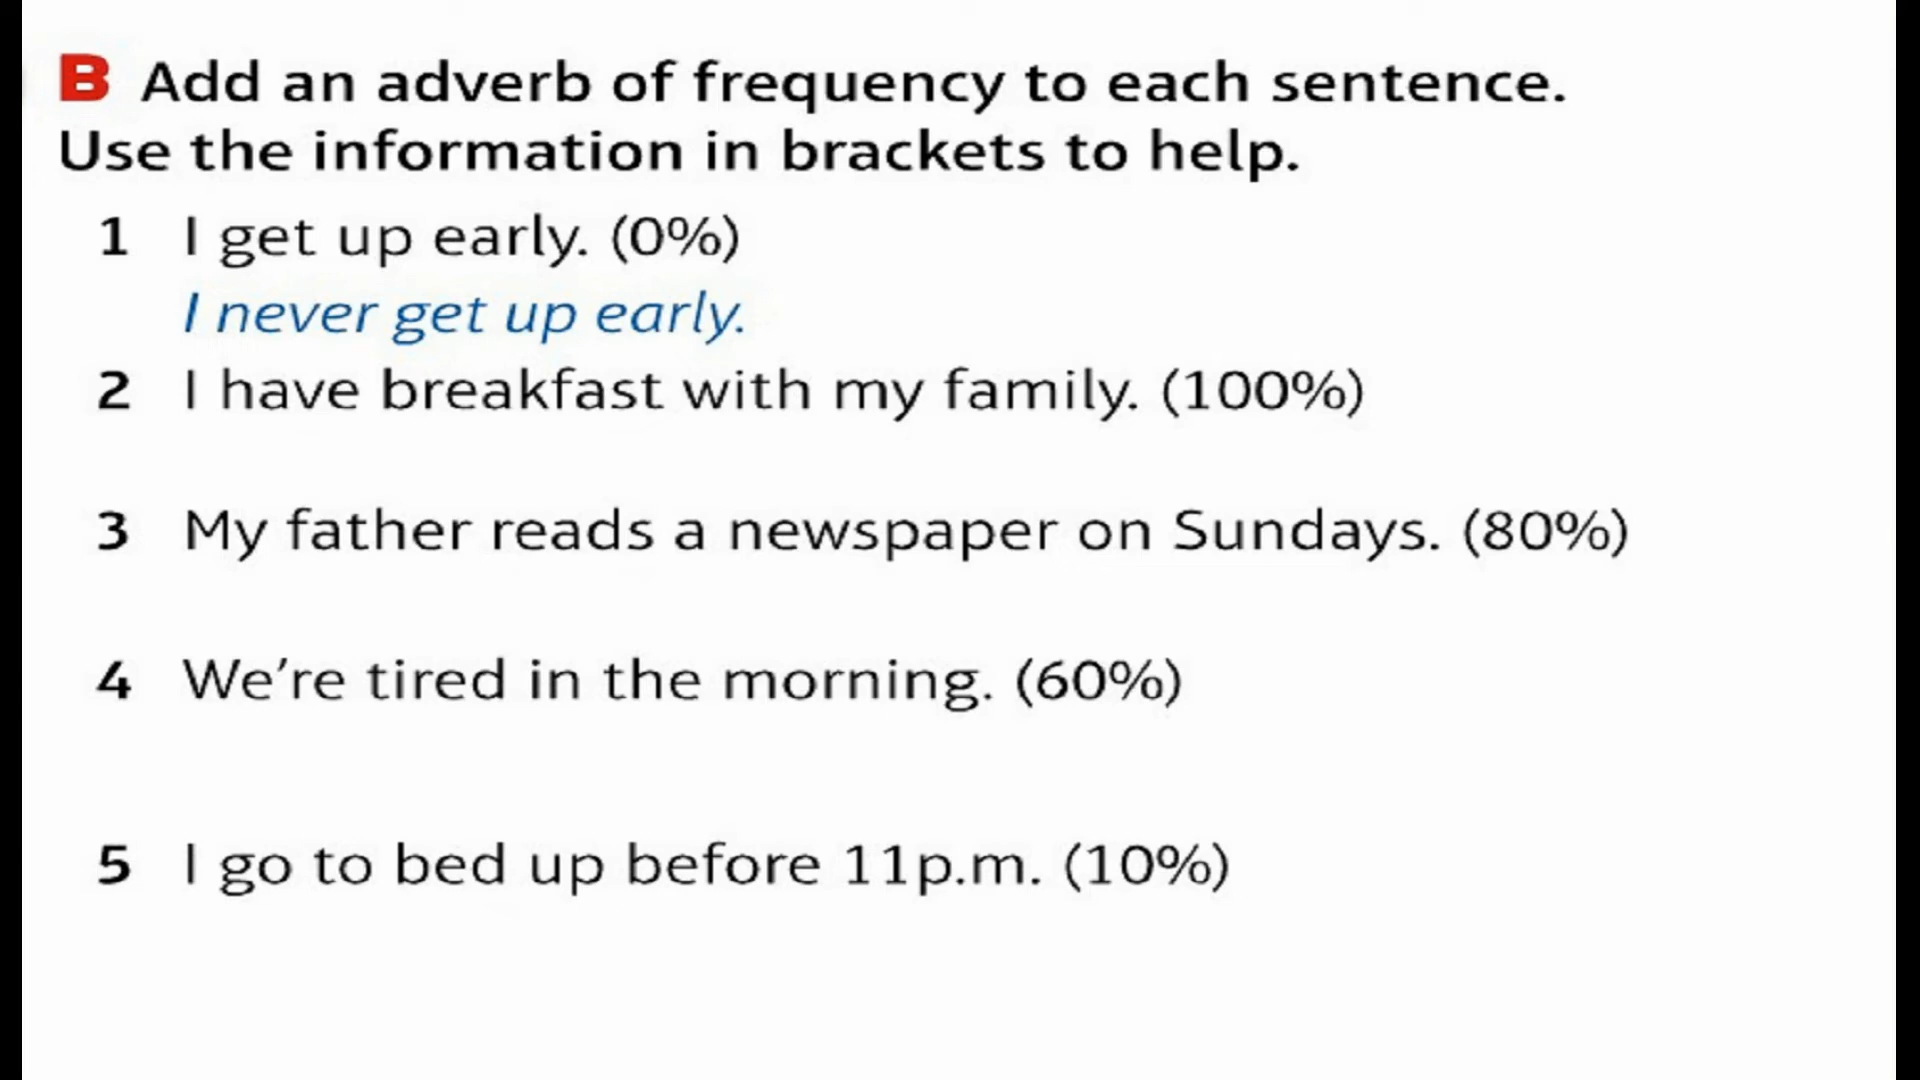 B Add an adverb of frequency to each sentence.
Use the information in brackets to help.
1 I get up early. (0%)
I never get up early.
2 I have breakfast with my family. (100%)
3 My father reads a newspaper on Sundays. (80%)
4 We’re tired in the morning. (60%)
5 I go to bed up before 11p.m. (10%)